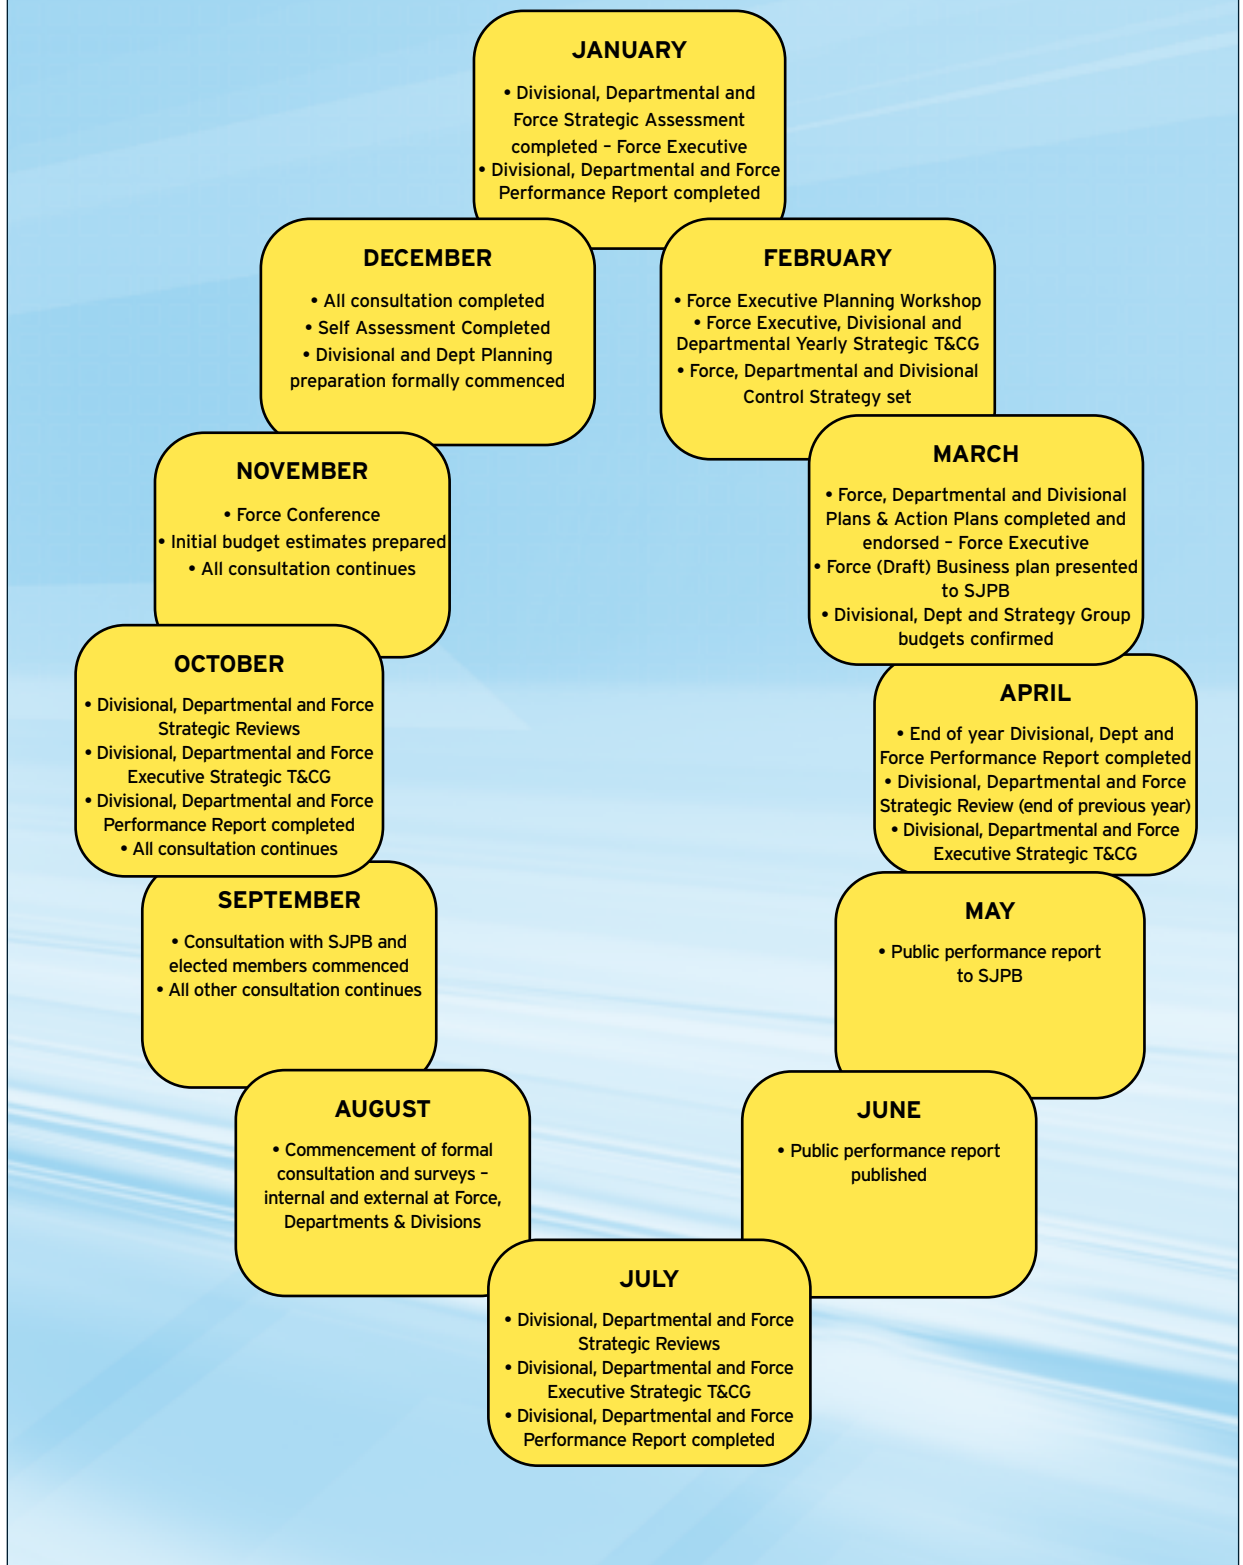 JANUARY
• Divisional, Departmental and
Force Strategic Assessment
completed – Force Executive
• Divisional, Departmental and Force
Performance Report completed
FEBRUARY
• Force Executive Planning Workshop
• Force Executive, Divisional and
Departmental Yearly Strategic T&CG
• Force, Departmental and Divisional
Control Strategy set
MARCH
• Force, Departmental and Divisional
Plans & Action Plans completed and
endorsed – Force Executive
• Force (Draft) Business plan presented
to SJPB
• Divisional, Dept and Strategy Group
budgets confirmed
APRIL
• End of year Divisional, Dept and
Force Performance Report completed
• Divisional, Departmental and Force
Strategic Review (end of previous year)
• Divisional, Departmental and Force
Executive Strategic T&CG
MAY
• Public performance report
to SJPB
JUNE
• Public performance report
published
JULY
• Divisional, Departmental and Force
Strategic Reviews
• Divisional, Departmental and Force
Executive Strategic T&CG
• Divisional, Departmental and Force
Performance Report completed
AUGUST
• Commencement of formal
consultation and surveys –
internal and external at Force,
Departments & Divisions
SEPTEMBER
• Consultation with SJPB and
elected members commenced
• All other consultation continues
OCTOBER
• Divisional, Departmental and Force
Strategic Reviews
• Divisional, Departmental and Force
Executive Strategic T&CG
• Divisional, Departmental and Force
Performance Report completed
• All consultation continues
NOVEMBER
• Force Conference
• Initial budget estimates prepared
• All consultation continues
DECEMBER
• All consultation completed
• Self Assessment Completed
• Divisional and Dept Planning
preparation formally commenced